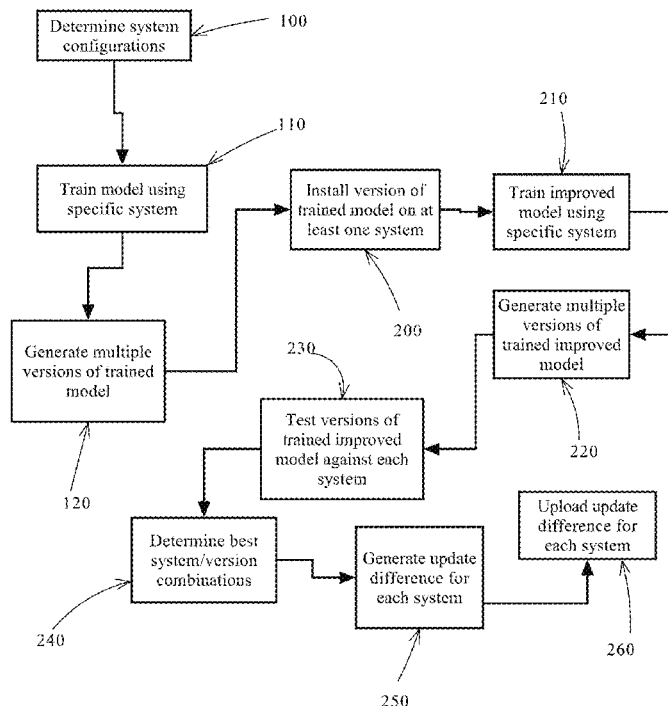 Determine system
configurations
100
110
Train model using
specific system
Install version of
trained model on at
least one system
210
Train improved
model using
specific system
200
Generate multiple
versions of trained
model
120
230
Generate multiple
versions of
trained improved
model
220
Test versions of
trained improved
model against each
system
Determine best
system/version
combinations
240
Generate update
difference for
each system
250
Upload update
difference for
each system
260